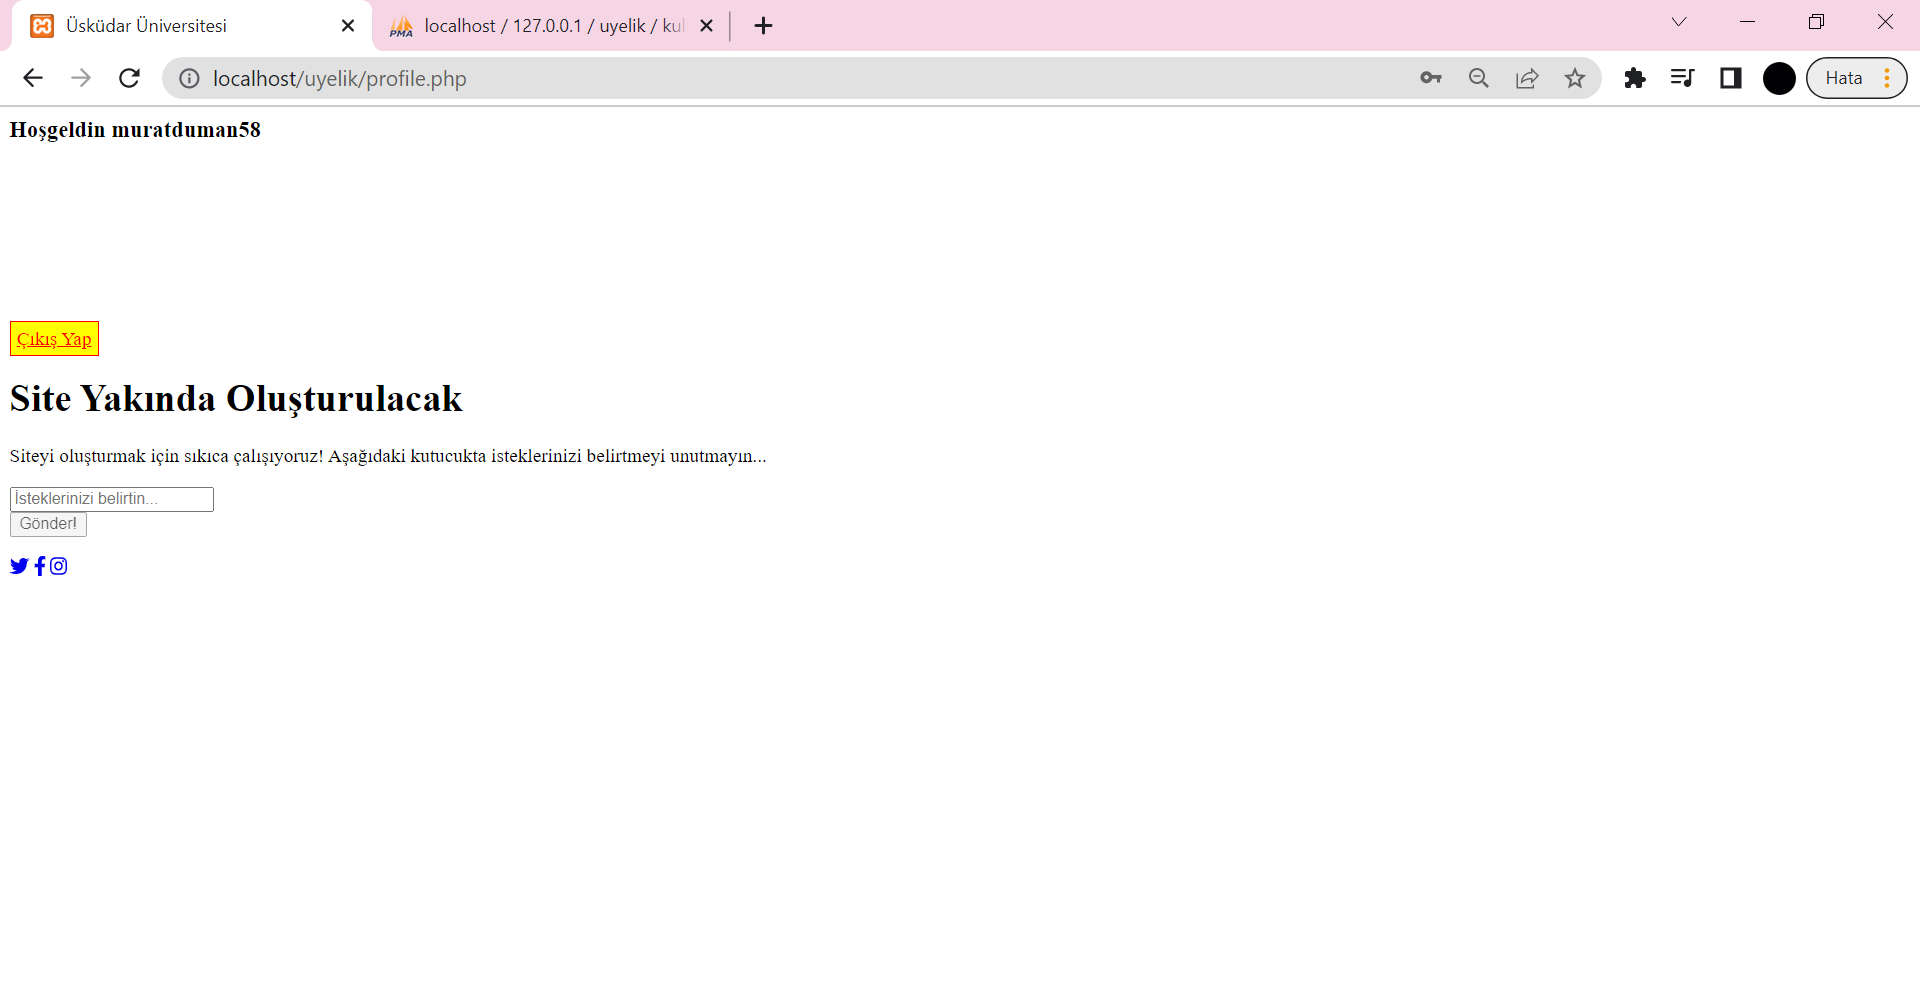 Üsküdar Üniversitesi
localhost / 127.0.0.1 / uyelik / kul
localhost/uyelik/profile.php
Hata
Hoşgeldin muratduman58
Çıkış Yap
Site Yakında Oluşturulacak
Siteyi oluşturmak için sıkıca çalışıyoruz! Aşağıdaki kutucukta isteklerinizi belirtmeyi unutmayın...
İsteklerinizi belirtin...
Gönder!